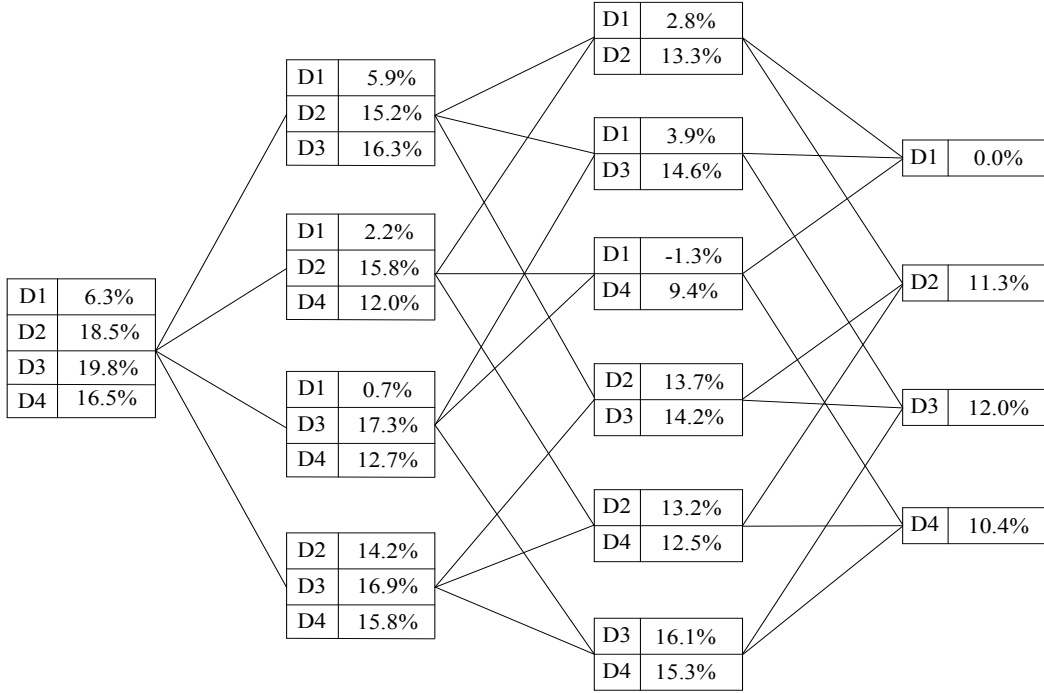 D1 6.3%
D2 18.5%
D3 19.8%
D4 16.5%
D1 5.9%
D2 15.2%
D3 16.3%
D1 2.2%
D2 15.8%
D4 12.0%
D1 0.7%
D3 17.3%
D4 12.7%
D2 14.2%
D3 16.9%
D4 15.8%
D1 2.8%
D2 13.3%
D1 3.9%
D3 14.6%
D1 -1.3%
D4 9.4%
D2 13.7%
D3 14.2%
D2 13.2%
D4 12.5%
D3 16.1%
D4 15.3%
D1 0.0%
D2 11.3%
D3 12.0%
D4 10.4%